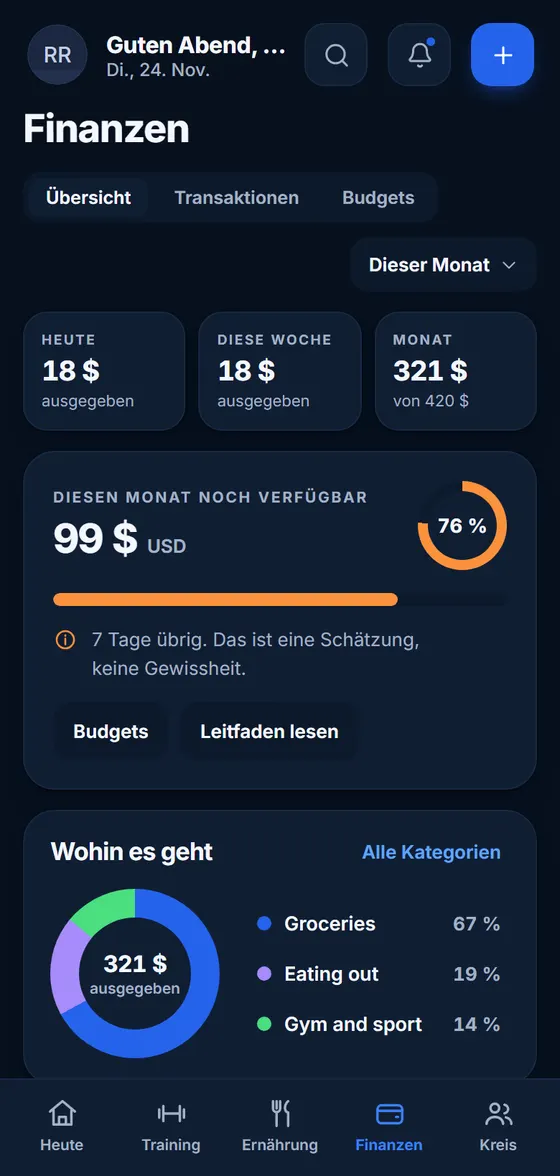 RR
Guten Abend, ...
Di., 24. Nov.
Finanzen
Übersicht
Transaktionen
Budgets
Dieser Monat
HEUTE
18 $
ausgegeben
DIESE WOCHE
18 $
ausgegeben
MONAT
321 $
von 420 $
DIESEN MONAT NOCH VERFÜGBAR
99 $ USD
76 %
7 Tage übrig. Das ist eine Schätzung,
keine Gewissheit.
Budgets
Leitfaden lesen
Wohin es geht
Alle Kategorien
321 $
ausgegeben
Groceries 67 %
Eating out 19 %
Gym and sport 14 %
Heute
Training
Ernährung
Finanzen
Kreis